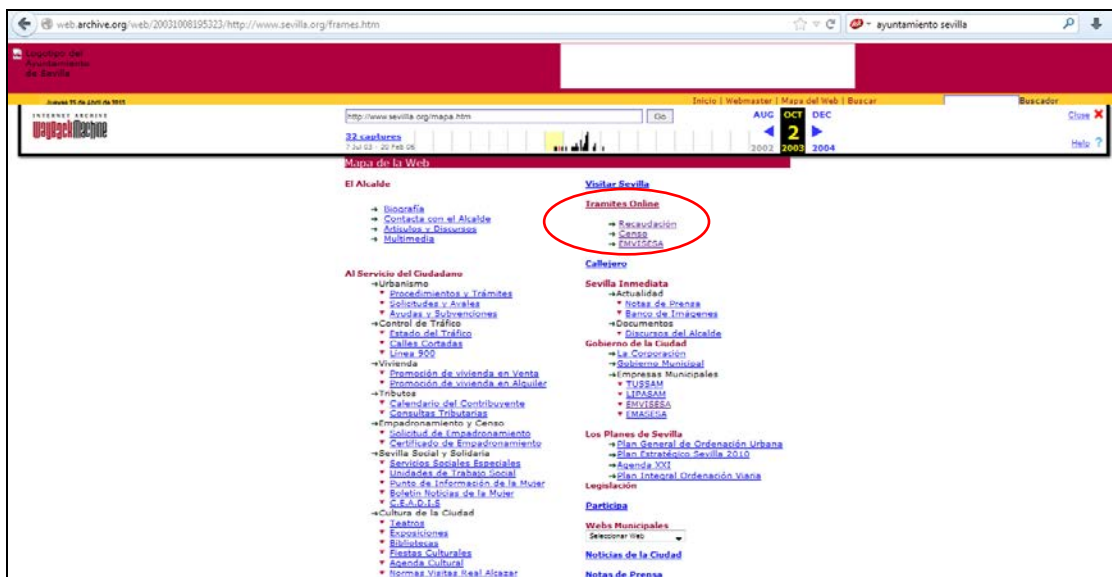 web.archive.org/web/20031008195323/http://www.sevilla.org/frames.htm
ayuntamiento sevilla
Logotipo del
Ayuntamiento
de Sevilla
Jueves 25 de Abril de 2013
Inicio | Webmaster | Mapa del Web | Buscar
Buscador
INTERNET ARCHIVE
WayBackMachine
http://www.sevilla.org/mapa.htm
Go
AUG OCT DEC
Close
32 captures
2
7 Jul 03 - 20 Feb 06
2002 2003 2004
Help ?
Mapa de la Web
El Alcalde
Biografía
Contacta con el Alcalde
Artículos y Discursos
Multimedia
Al Servicio del Ciudadano
Urbanismo
Procedimientos y Trámites
Solicitudes y Avales
Ayudas y Subvenciones
Control de Tráfico
Estado del Tráfico
Calles Cortadas
Linea 900
Vivienda
Promoción de vivienda en Venta
Promoción de vivienda en Alquiler
Tributos
Calendario del Contribuyente
Consultas Tributarias
Empadronamiento y Censo
Solicitud de Empadronamiento
Certificado de Empadronamiento
Sevilla Social y Solidaria
Servicios Sociales Especiales
Unidades de Trabajo Social
Punto de Información de la Mujer
Boletín Noticias de la Mujer
C.E.A.D.I.S
Cultura de la Ciudad
Teatros
Exposiciones
Bibliotecas
Fiestas Culturales
Agenda Cultural
Normas Visitas Real Alcazar
Visitar Sevilla
Tramites Online
Recaudación
Censo
EMVISESA
Callejero
Sevilla Inmediata
Actualidad
Notas de Prensa
Banco de Imágenes
Documentos
Discursos del Alcalde
Gobierno de la Ciudad
La Corporación
Gobierno Municipal
Empresas Municipales
TUSSAM
LIPASAM
EMVISESA
EMASESA
Los Planes de Sevilla
Plan General de Ordenación Urbana
Plan Estratégico Sevilla 2010
Agenda XXI
Plan Integral Ordenación Viaria
Legislación
Participa
Webs Municipales
Seleccionar Web
Noticias de la Ciudad
Notas de Prensa